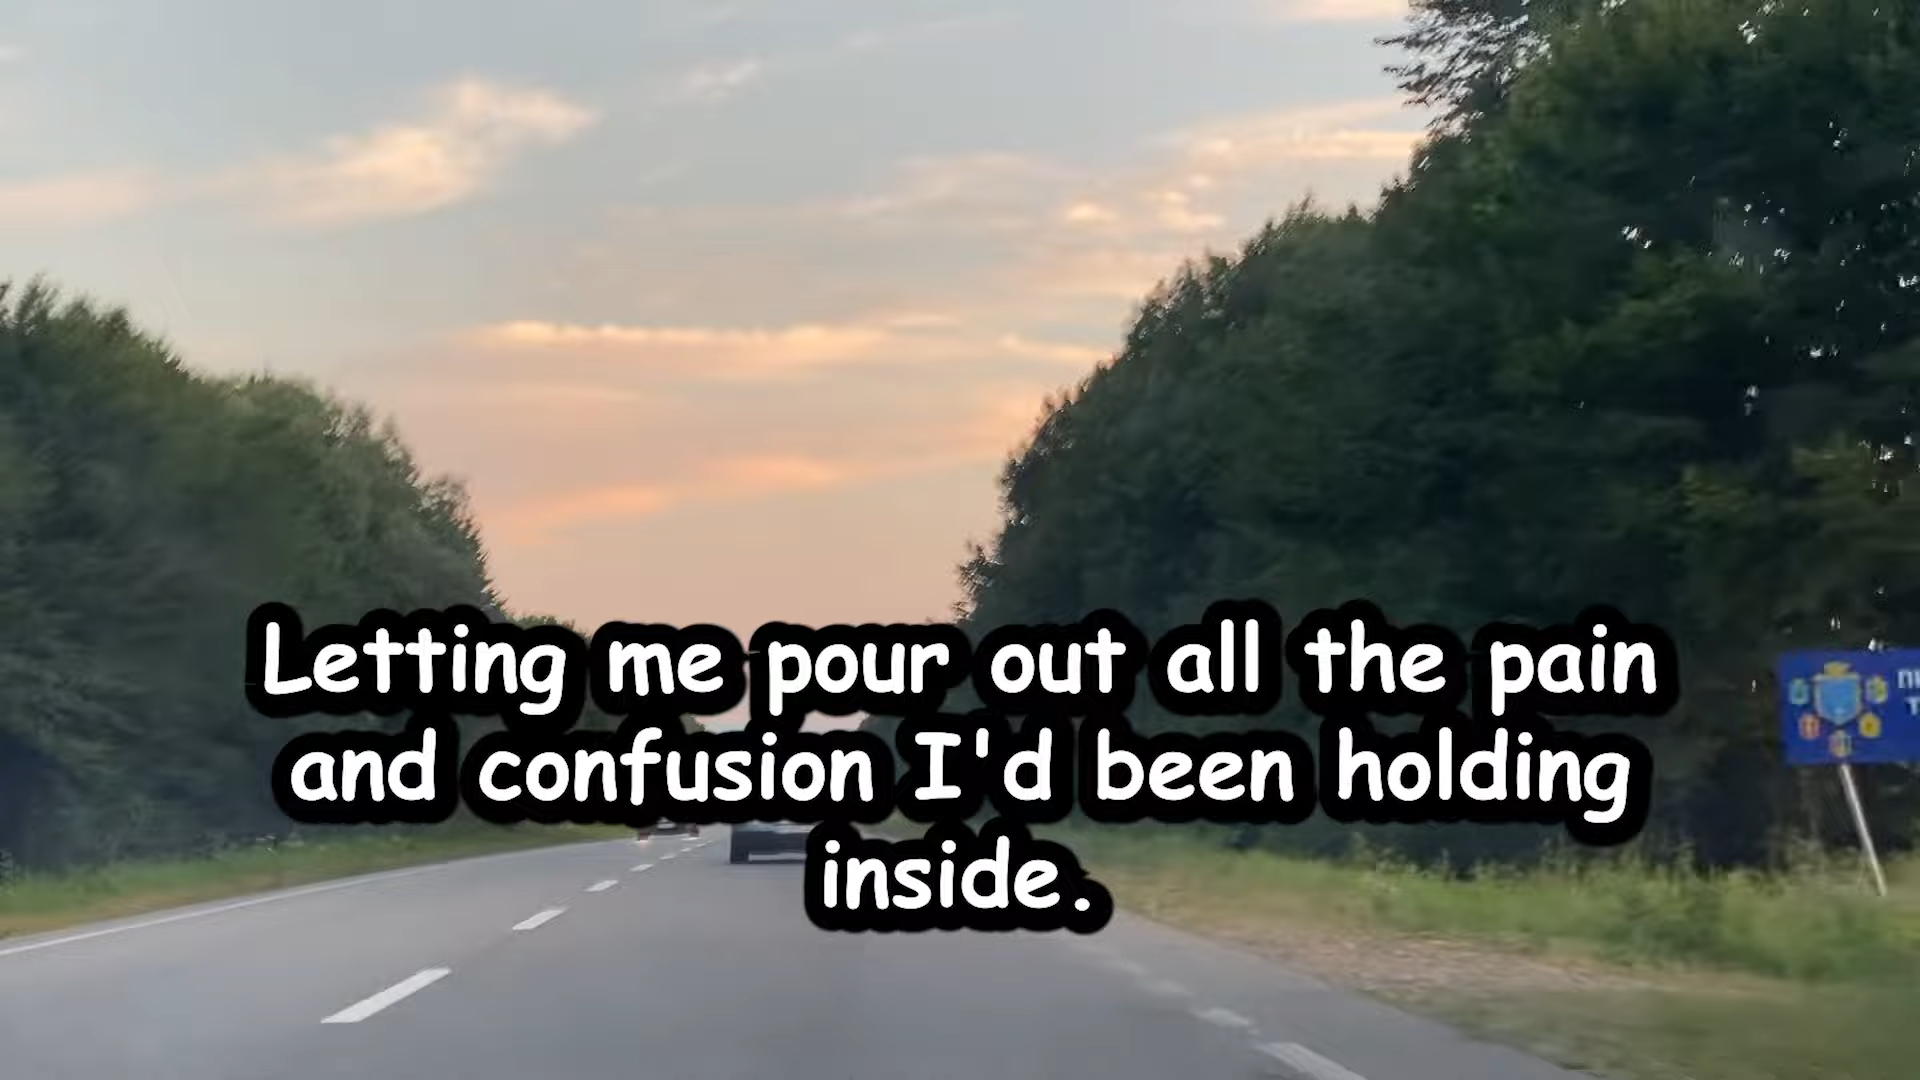 Letting me pour out all the pain
and confusion I'd been holding
inside.